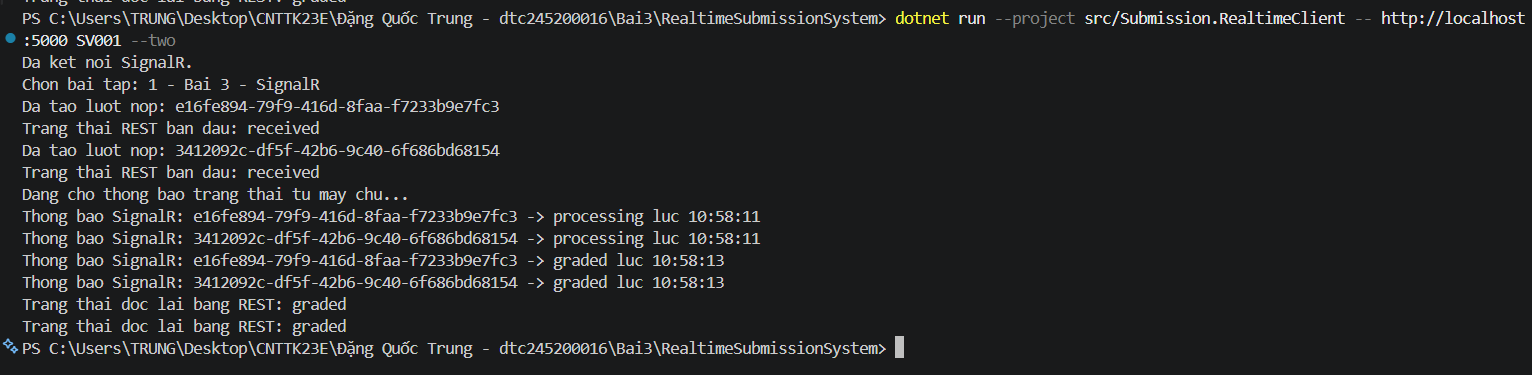 Trang thai doc lai bang REST: graded
PS C:\Users\TRUNG\Desktop\CNTTK23E\Đặng Quốc Trung - dtc245200016\Bai3\RealtimeSubmissionSystem> dotnet run --project src/Submission.RealtimeClient -- http://localhost
:5000 SV001 --two
Da ket noi SignalR.
Chon bai tap: 1 - Bai 3 - SignalR
Da tao luot nop: e16fe894-79f9-416d-8faa-f7233b9e7fc3
Trang thai REST ban dau: received
Da tao luot nop: 3412092c-df5f-42b6-9c40-6f686bd68154
Trang thai REST ban dau: received
Dang cho thong bao trang thai tu may chu...
Thong bao SignalR: e16fe894-79f9-416d-8faa-f7233b9e7fc3 -> processing luc 10:58:11
Thong bao SignalR: 3412092c-df5f-42b6-9c40-6f686bd68154 -> processing luc 10:58:11
Thong bao SignalR: e16fe894-79f9-416d-8faa-f7233b9e7fc3 -> graded luc 10:58:13
Thong bao SignalR: 3412092c-df5f-42b6-9c40-6f686bd68154 -> graded luc 10:58:13
Trang thai doc lai bang REST: graded
Trang thai doc lai bang REST: graded
PS C:\Users\TRUNG\Desktop\CNTTK23E\Đặng Quốc Trung - dtc245200016\Bai3\RealtimeSubmissionSystem>